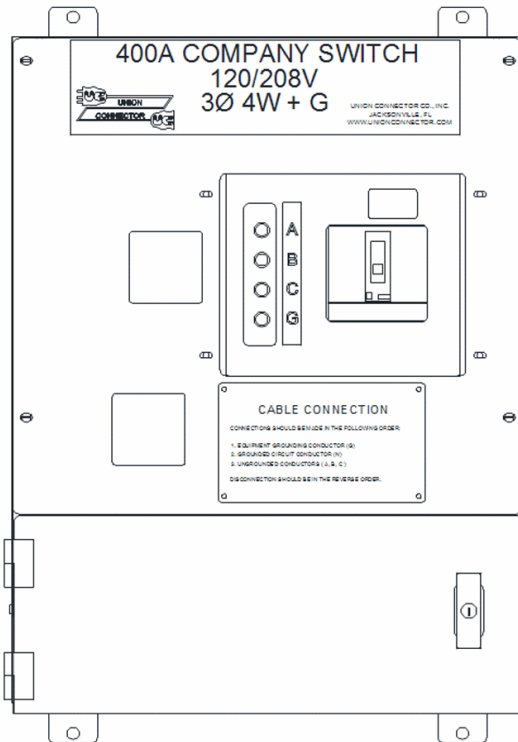 400A COMPANY SWITCH
120/208V
3Ø 4W + G
UNION
CONNECTOR
UNION CONNECTOR CO., INC.
JACKSONVILLE, FL
WWW.UNIONCONNECTOR.COM
A
B
C
G
CABLE CONNECTION
CONNECTIONS SHOULD BE MADE IN THE FOLLOWING ORDER:
1. EQUIPMENT GROUNDING CONDUCTOR (G)
2. GROUNDED CIRCUIT CONDUCTOR (N)
3. UNGROUNDED CONDUCTORS ( A, B, C )
DISCONNECTION SHOULD BE IN THE REVERSE ORDER.